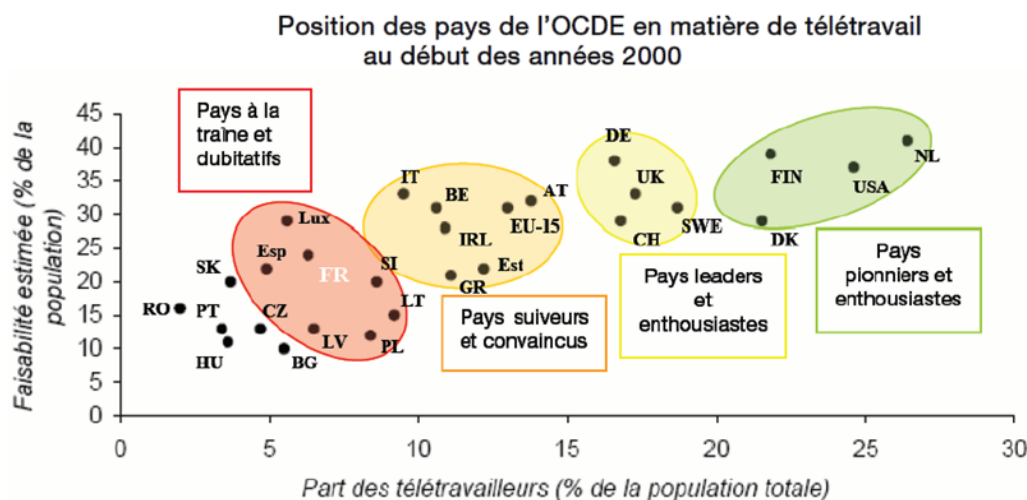 Position des pays de l'OCDE en matière de télétravail
au début des années 2000
Faisabilité estimée (% de la
population)
45
40
35
30
25
20
15
10
5
0
Pays à la
traîne et
dubitatifs
DE
NL
IT
BE
AT
UK
FIN
USA
Lux
IRL
EU-15
CH
SWE
DK
Esp
FR
SI
GR
Est
SK
RO
PT
CZ
LT
HU
BG
LV
PL
Pays suiveurs
et convaincus
Pays leaders
et
enthousiastes
Pays
pionniers et
enthousiastes
0 5 10 15 20 25 30
Part des télétravailleurs (% de la population totale)